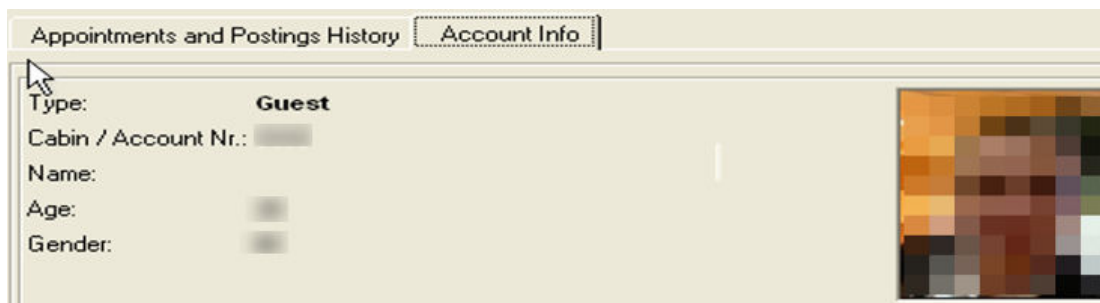 Appointments and Postings History Account Info
Type: Guest
Cabin / Account Nr.:
Name:
Age:
Gender: